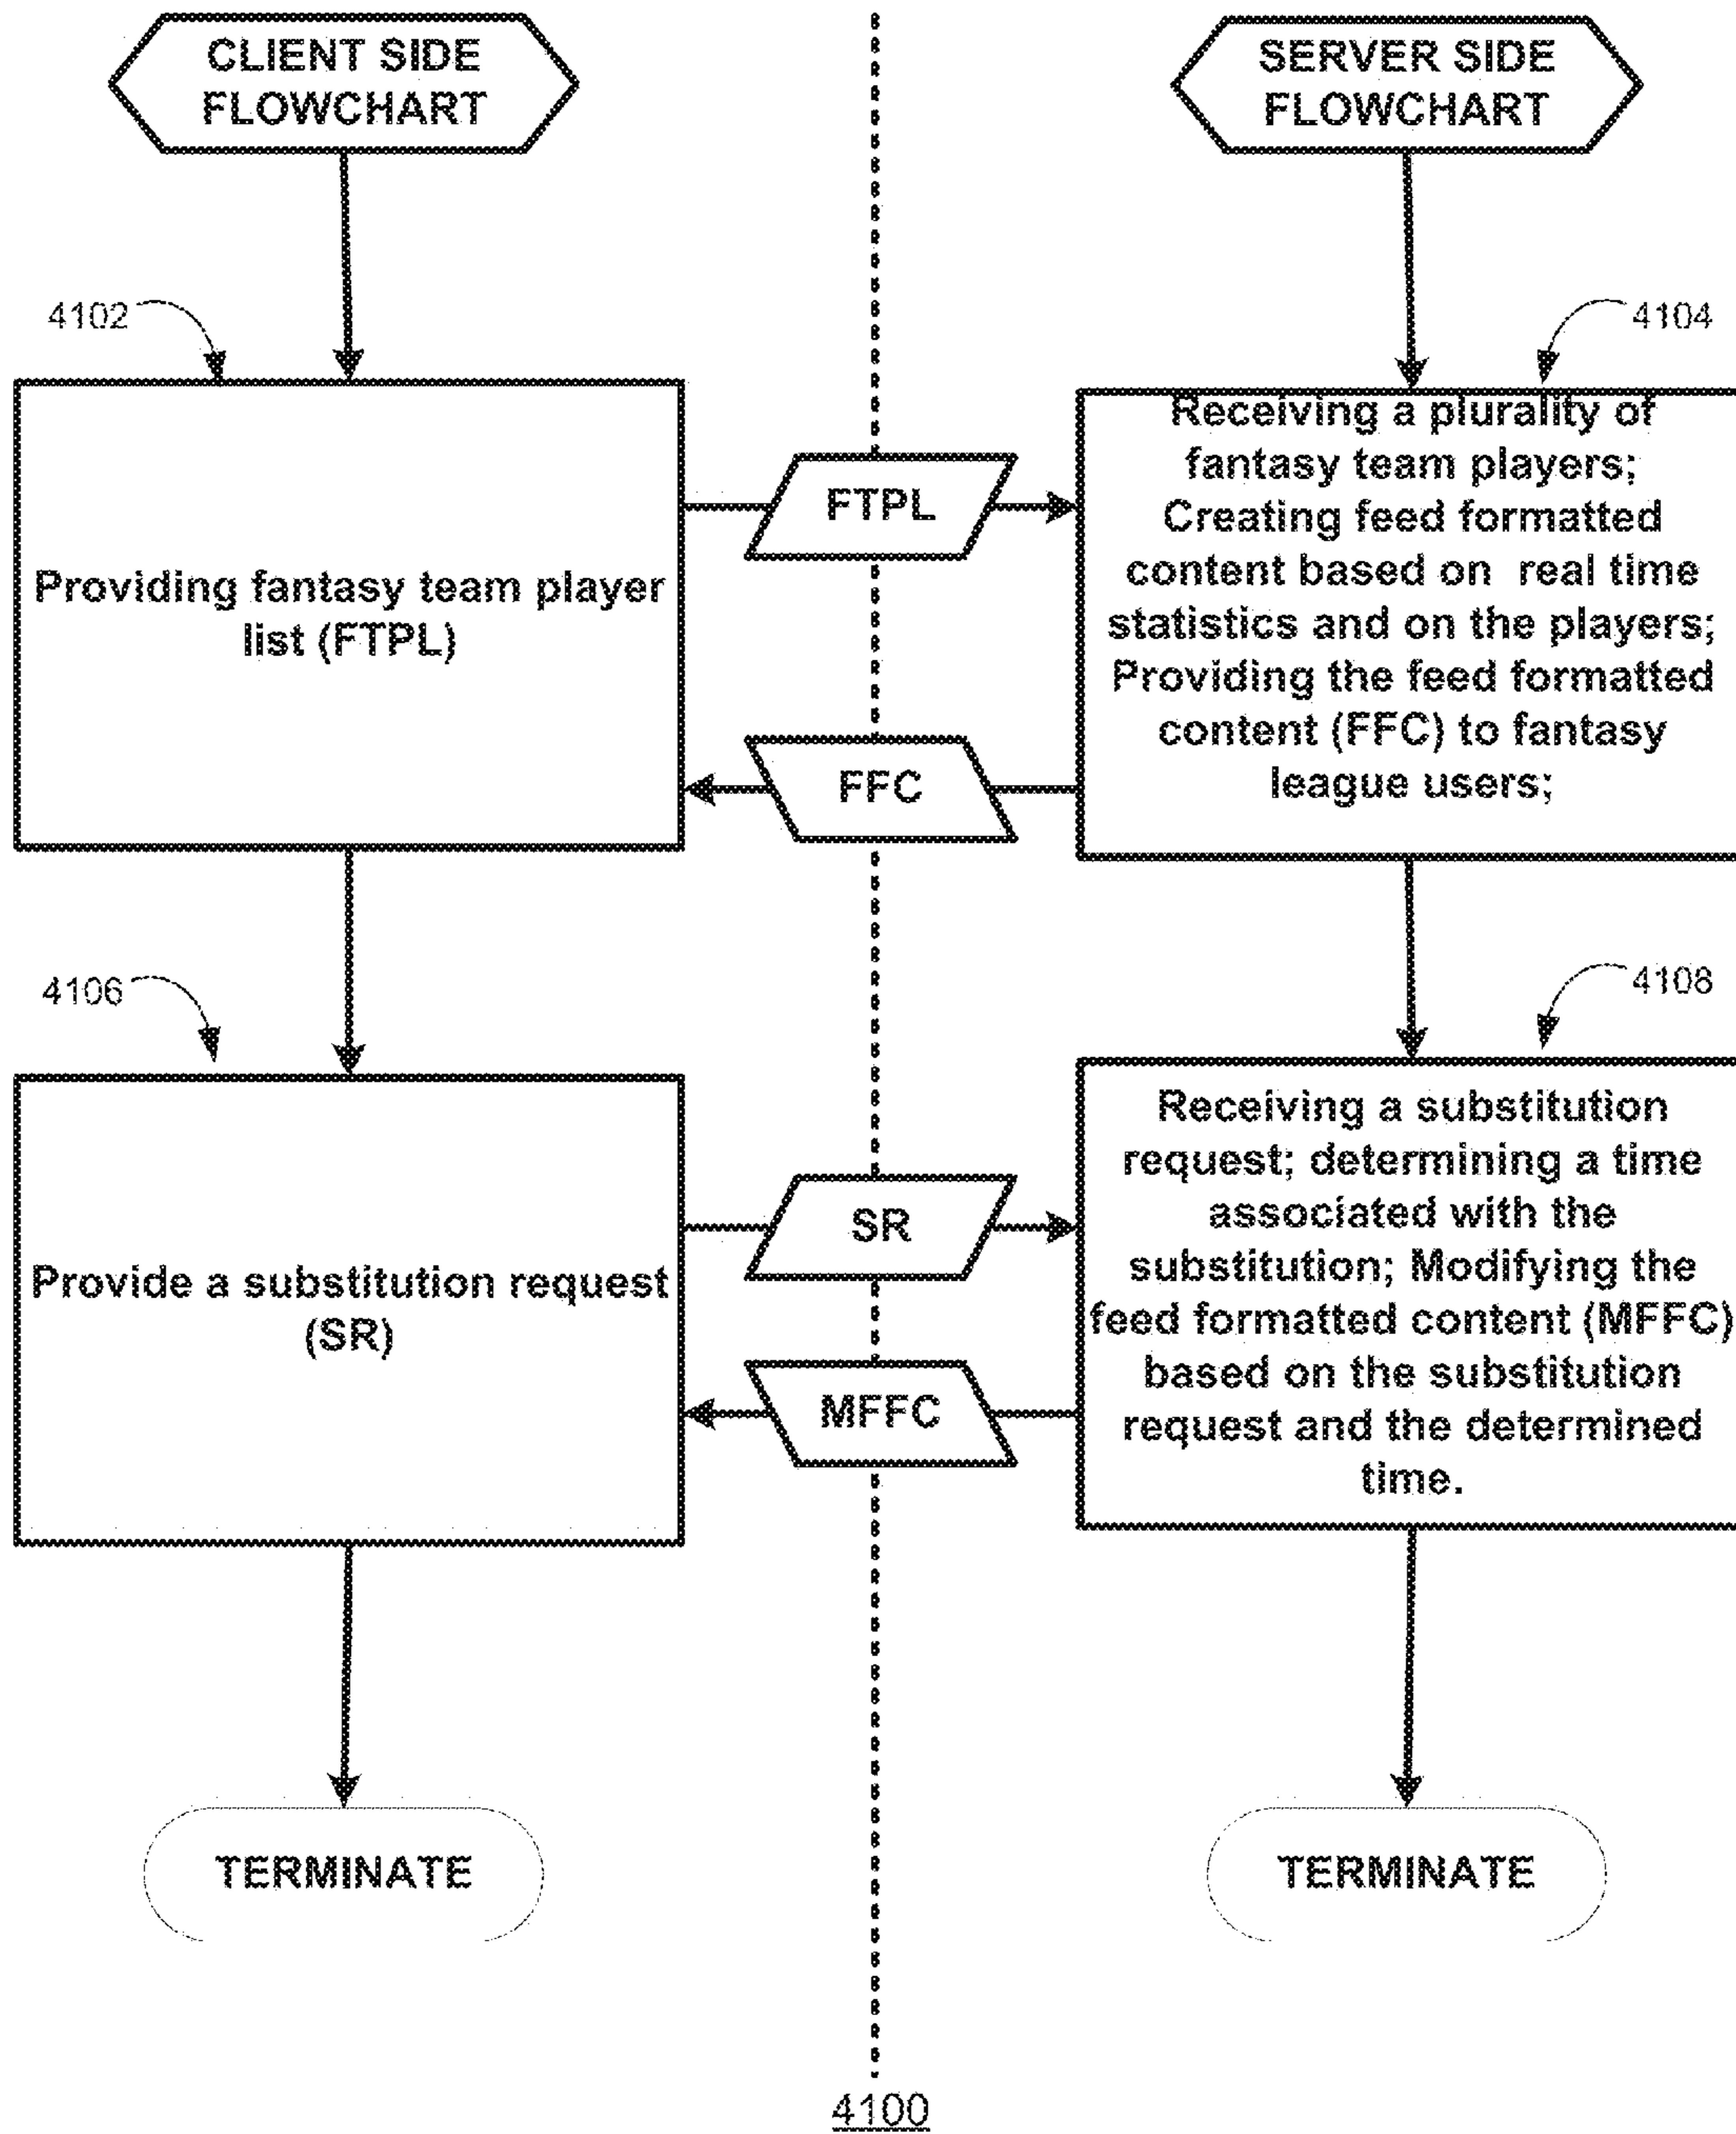 CLIENT SIDE
FLOWCHART
SERVER SIDE
FLOWCHART
4102
4104
Providing fantasy team player
list (FTPL)
FTPL
FFC
Receiving a plurality of
fantasy team players;
Creating feed formatted
content based on real time
statistics and on the players;
Providing the feed formatted
content (FFC) to fantasy
league users;
4106
4108
Provide a substitution request
(SR)
SR
MFFC
Receiving a substitution
request; determining a time
associated with the
substitution; Modifying the
feed formatted content (MFFC)
based on the substitution
request and the determined
time.
TERMINATE
TERMINATE
4100